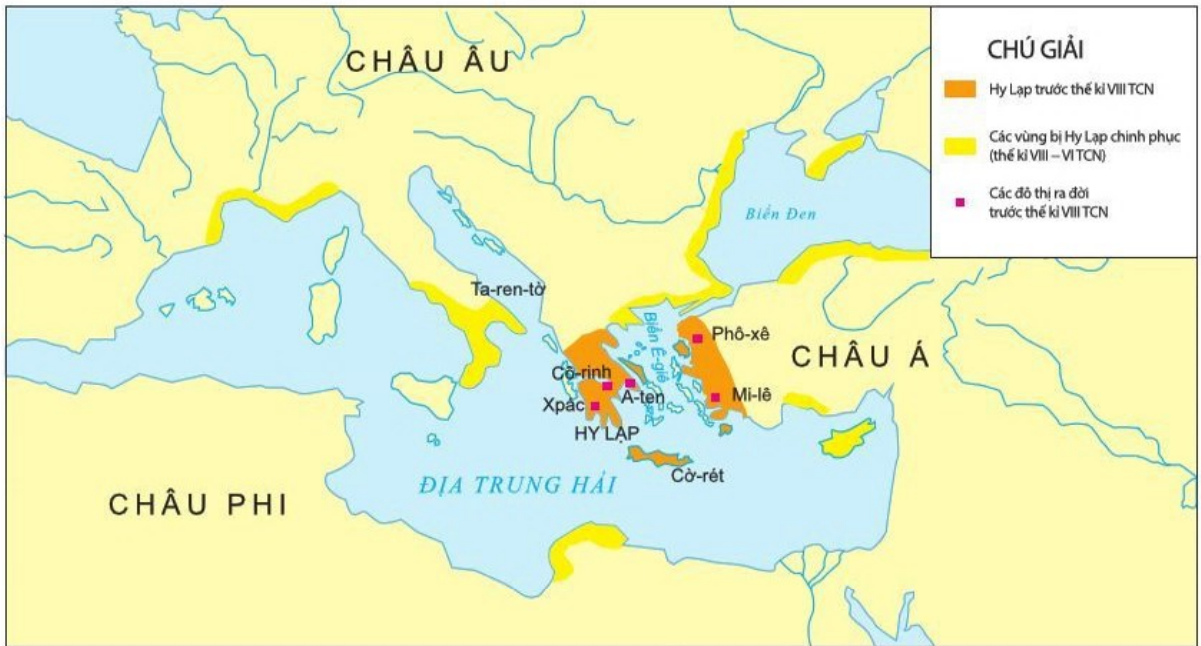 CHÂU ÂU
CHÚ GIẢI
Hy Lạp trước thế kỉ VIII TCN
Các vùng bị Hy Lạp chinh phục
(thế kỉ VIII – VI TCN)
Các đô thị ra đời
trước thế kỉ VIII TCN
Biển Đen
Ta-ren-tờ
Biển Ê-giê
Phô-xê
CHÂU Á
Cô-rinh
A-ten
Mi-lê
Xpác
HY LẠP
Cờ-rét
ĐỊA TRUNG HẢI
CHÂU PHI